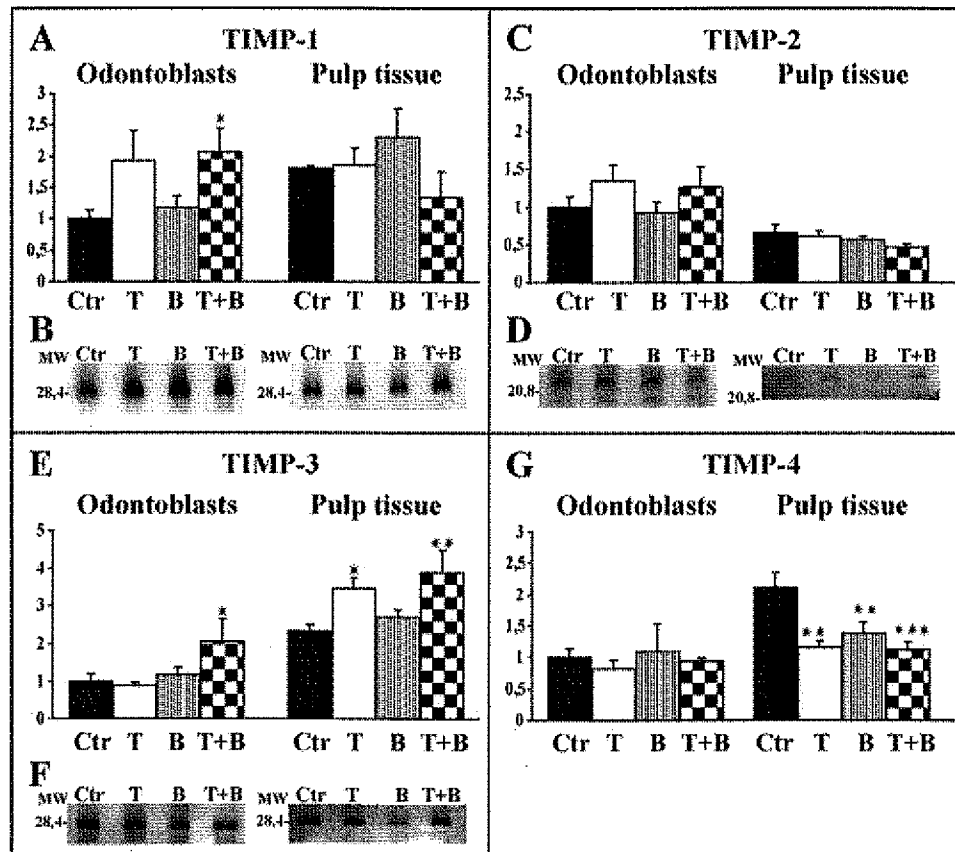 A TIMP-1
Odontoblasts Pulp tissue
3
2,5
2
1,5
1
0,5
0
*
Ctr T B T+B Ctr T B T+B
B
MW Ctr T B T+B
28,4-
Ctr T B T+B
MW
28,4-
C TIMP-2
Odontoblasts Pulp tissue
2,5
2
1,5
1
0,5
0
Ctr T B T+B Ctr T B T+B
D
MW Ctr T B T+B
20,8-
Ctr T B T+B
MW
20,8-
E TIMP-3
Odontoblasts Pulp tissue
5
4
3
2
1
0
* * **
Ctr T B T+B Ctr T B T+B
F
MW Ctr T B T+B
28,4-
MW Ctr T B T+B
28,4-
G TIMP-4
Odontoblasts Pulp tissue
3
2,5
2
1,5
1
0,5
0
** ** ***
Ctr T B T+B Ctr T B T+B